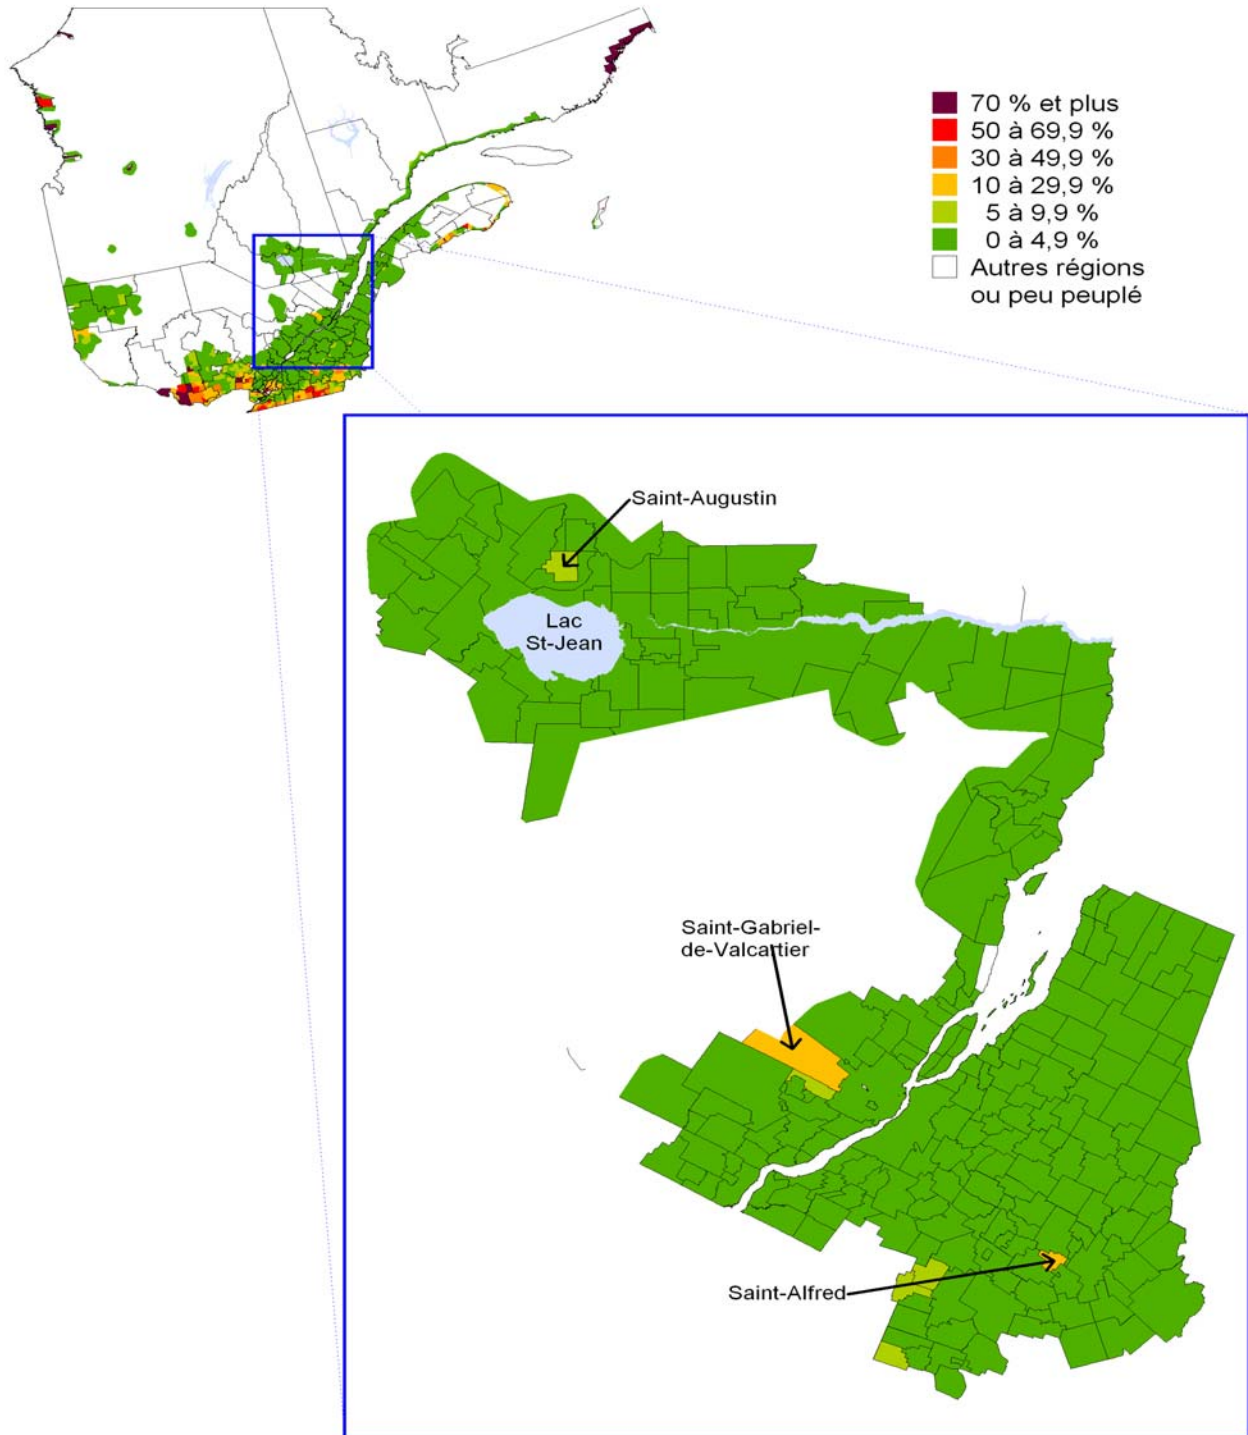 70 % et plus
50 à 69,9 %
30 à 49,9 %
10 à 29,9 %
5 à 9,9 %
0 à 4,9 %
Autres régions
ou peu peuplé
Saint-Augustin
Lac
St-Jean
Saint-Gabriel-
de-Valcartier
Saint-Alfred